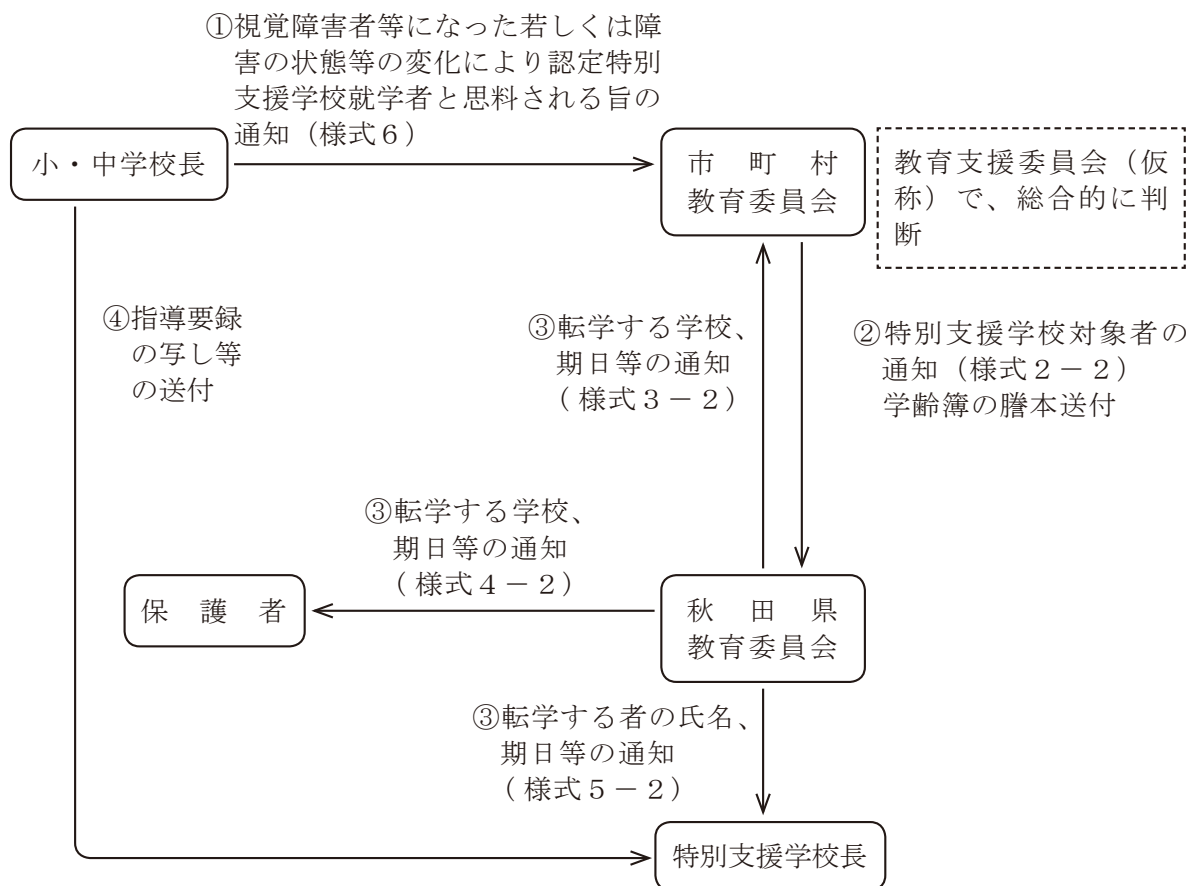 ①視覚障害者等になった若しくは障
害の状態等の変化により認定特別
支援学校就学者と思料される旨の
通知（様式６）
小・中学校長
市町村
教育委員会
教育支援委員会（仮
称）で、総合的に判
断
④指導要録
の写し等
の送付
③転学する学校、
期日等の通知
（様式３－２）
②特別支援学校対象者の
通知（様式２－２）
学齢簿の謄本送付
③転学する学校、
期日等の通知
（様式４－２）
保護者
秋田県
教育委員会
③転学する者の氏名、
期日等の通知
（様式５－２）
特別支援学校長